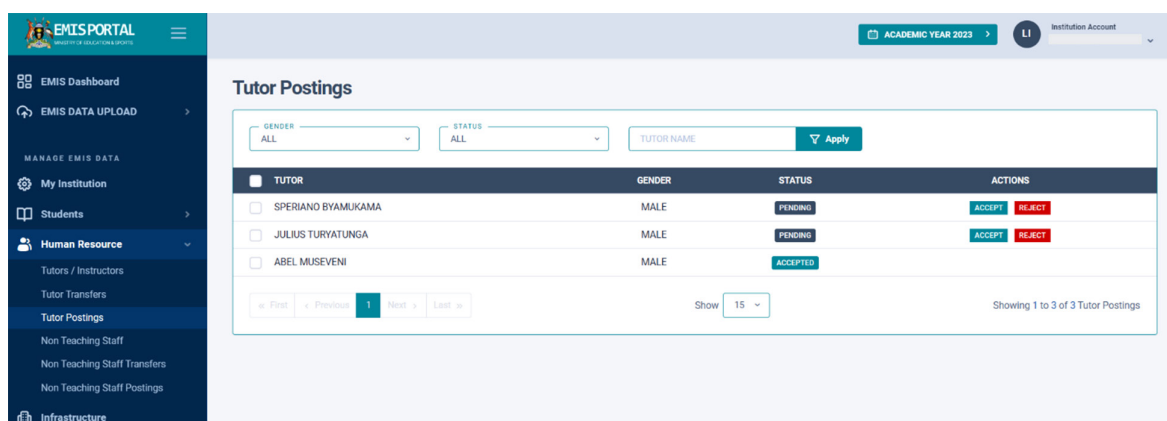 EMIS PORTAL
MINISTRY OF EDUCATION & SPORTS
ACADEMIC YEAR 2023 >
LI
Institution Account
EMIS Dashboard
EMIS DATA UPLOAD >
MANAGE EMIS DATA
My Institution
Students >
Human Resource
Tutors / Instructors
Tutor Transfers
Tutor Postings
Non Teaching Staff
Non Teaching Staff Transfers
Non Teaching Staff Postings
Infrastructure
Tutor Postings
GENDER STATUS
ALL ALL TUTOR NAME Apply
TUTOR GENDER STATUS ACTIONS
SPERIANO BYAMUKAMA MALE PENDING ACCEPT REJECT
JULIUS TURYATUNGA MALE PENDING ACCEPT REJECT
ABEL MUSEVENI MALE ACCEPTED
« First ‹ Previous 1 Next › Last » Show 15 Showing 1 to 3 of 3 Tutor Postings